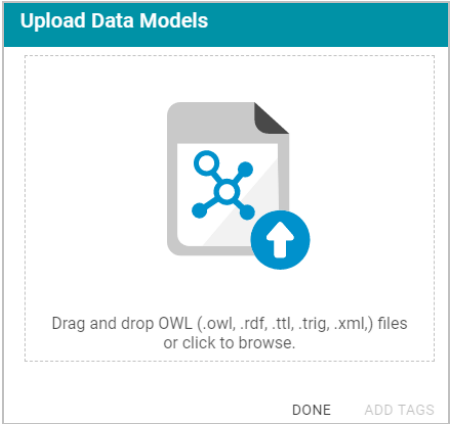 Upload Data Models
Drag and drop OWL (.owl, .rdf, .ttl, .trig, .xml,) files
or click to browse.
DONE ADD TAGS